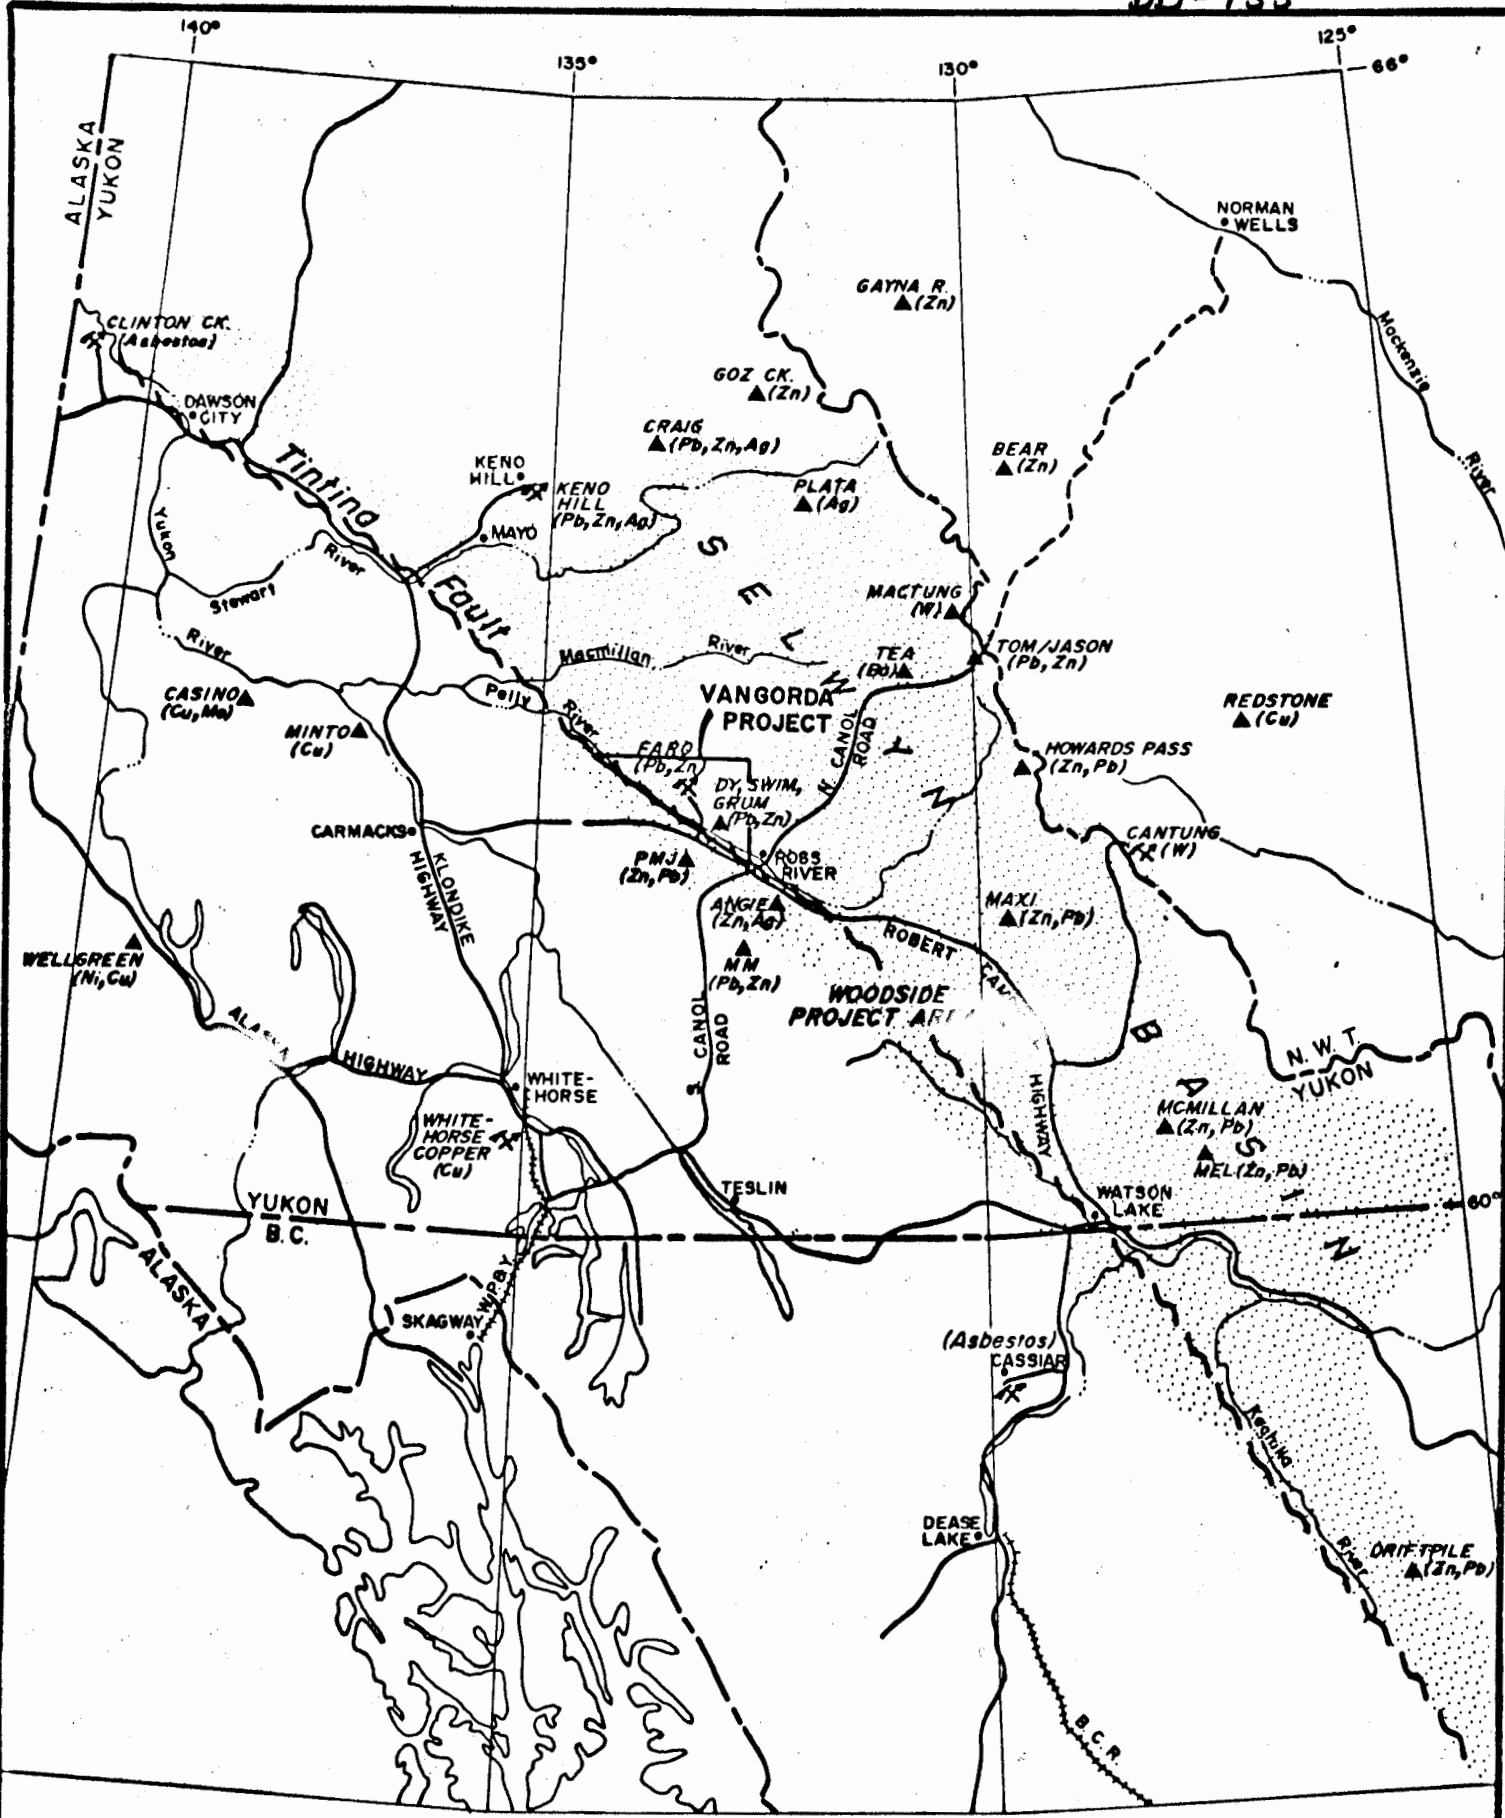 140°
135°
130°
125°
66°
ALASKA
YUKON
NORMAN
WELLS
GAYNA R.
(Zn)
Mackenzie
River
CLINTON CK.
(Asbestos)
DAWSON
CITY
GOZ CK.
(Zn)
CRAIG
(Pb, Zn, Ag)
BEAR
(Zn)
Tintina
Fault
KENO
HILL
KENO
HILL
(Pb, Zn, Ag)
PLATA
(Ag)
MAYO
Yukon
River
Stewart
River
SELWYN
BASIN
MACTUNG
(W)
TOM/JASON
(Pb, Zn)
TEA
(Ba)
Macmillan
River
Pelly
River
CASINO
(Cu, Mo)
MINTO
(Cu)
VANGORDA
PROJECT
REDSTONE
(Cu)
N. CANOL
ROAD
HOWARDS PASS
(Zn, Pb)
FARO
(Pb, Zn)
DY, SWIM,
GRUM
(Pb, Zn)
CARMACKS
CANTUNG
(W)
PMJ
(Zn, Pb)
ROSS
RIVER
KLONDIKE
HIGHWAY
ANGIE
(Zn, Ag)
MAXI
(Zn, Pb)
ROBERT
HIGHWAY
WELLGREEN
(Ni, Cu)
MM
(Pb, Zn)
WOODSIDE
PROJECT AREA
S. CANOL
ROAD
ALASKA
HIGHWAY
WHITE-
HORSE
N.W.T.
YUKON
WHITE-
HORSE
COPPER
(Cu)
MCMILLAN
(Zn, Pb)
MEL (Zn, Pb)
TESLIN
WATSON
LAKE
60°
YUKON
B.C.
ALASKA
SKAGWAY
W.P.&Y.
(Asbestos)
CASSIAR
Kechika
River
DEASE
LAKE
DRIFTPILE
(Zn, Pb)
B.C.R.